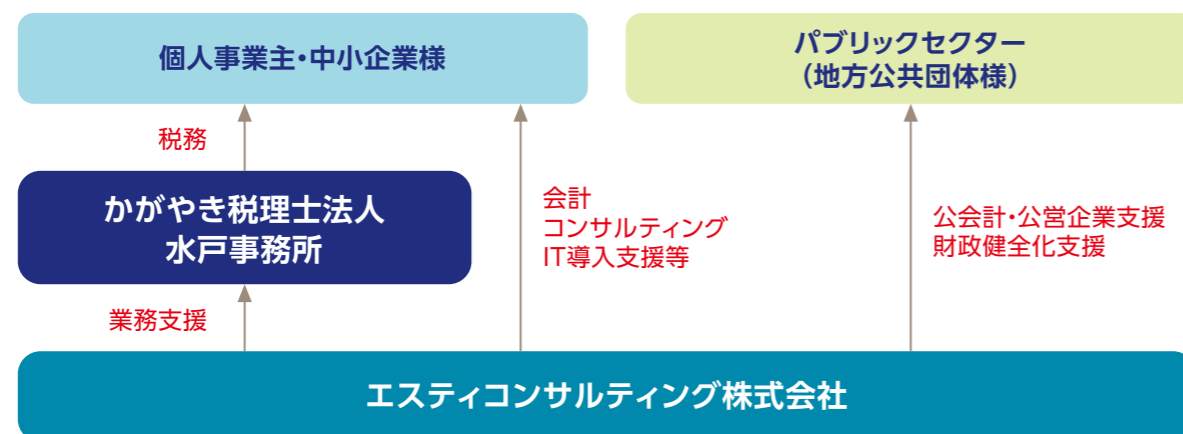 個人事業主・中小企業様
パブリックセクター
（地方公共団体様）
税務
かがやき税理士法人
水戸事務所
会計
コンサルティング
IT導入支援等
公会計・公営企業支援
財政健全化支援
業務支援
エスティコンサルティング株式会社